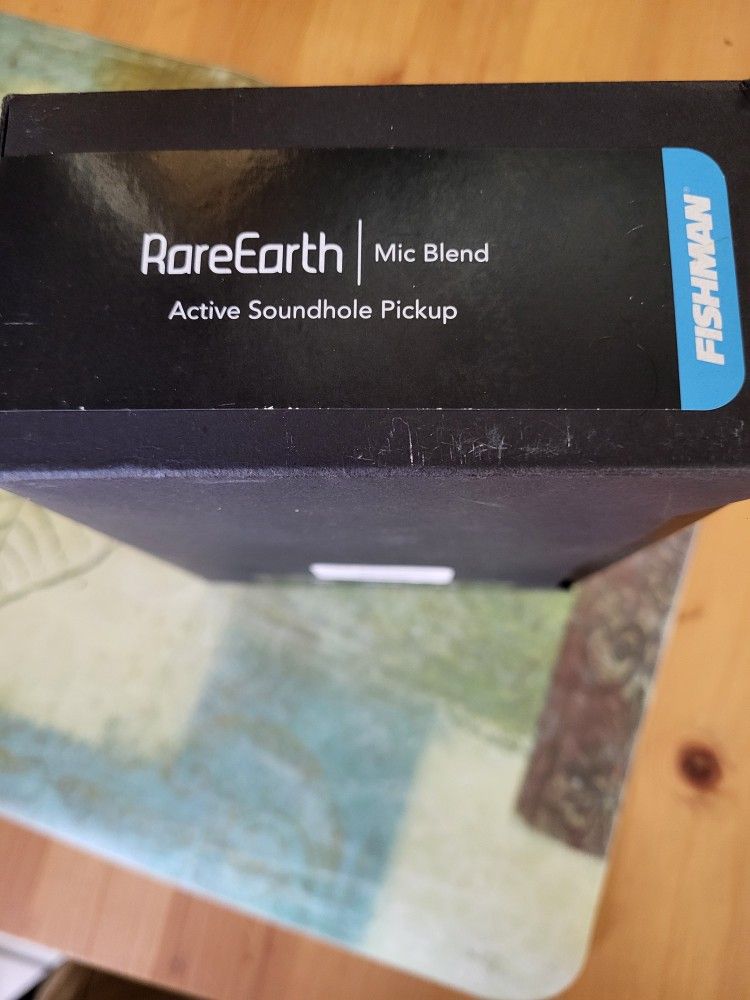 RareEarth | Mic Blend
Active Soundhole Pickup
FISHMAN®